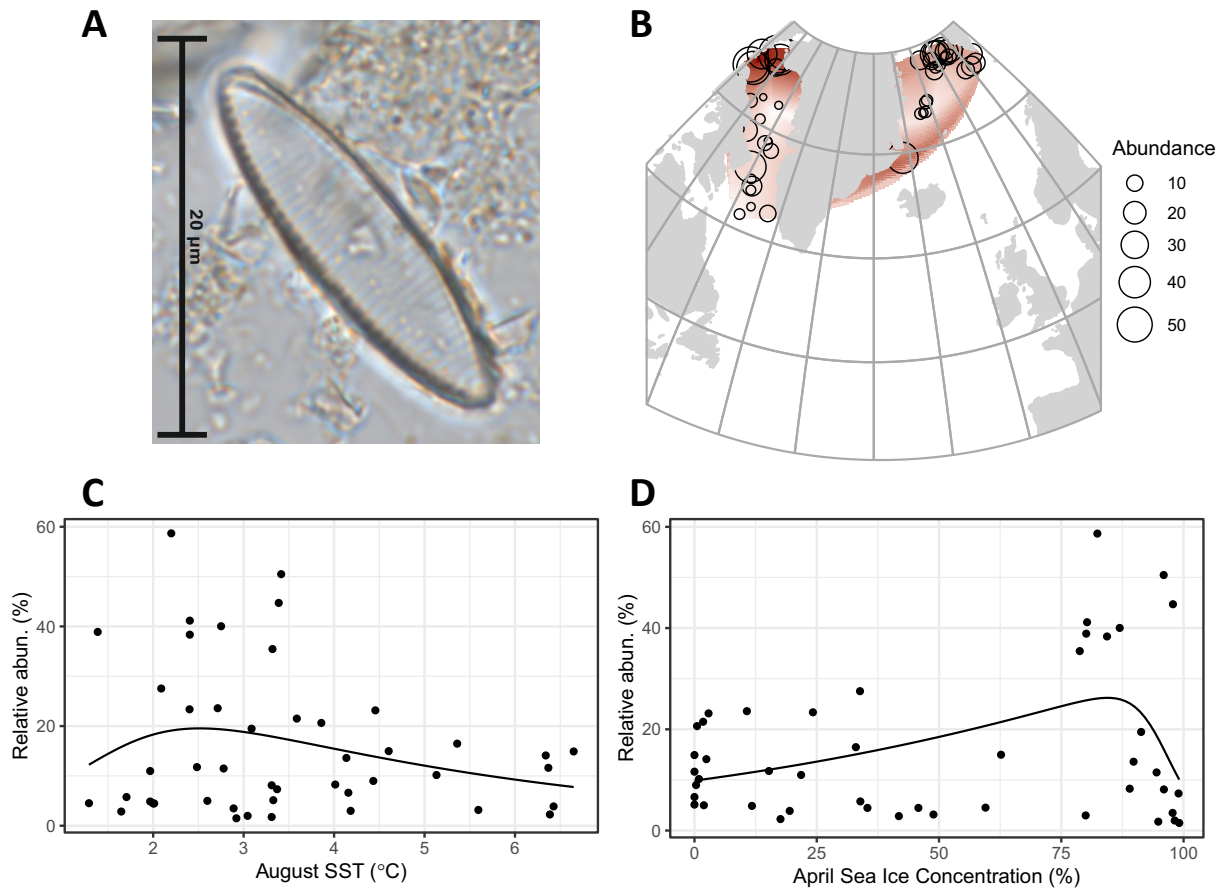 A
20 µm
B
Abundance
10
20
30
40
50
C
60
40
20
0
Relative abun. (%)
2 3 4 5 6
August SST (°C)
D
60
40
20
0
Relative abun. (%)
0 25 50 75 100
April Sea Ice Concentration (%)